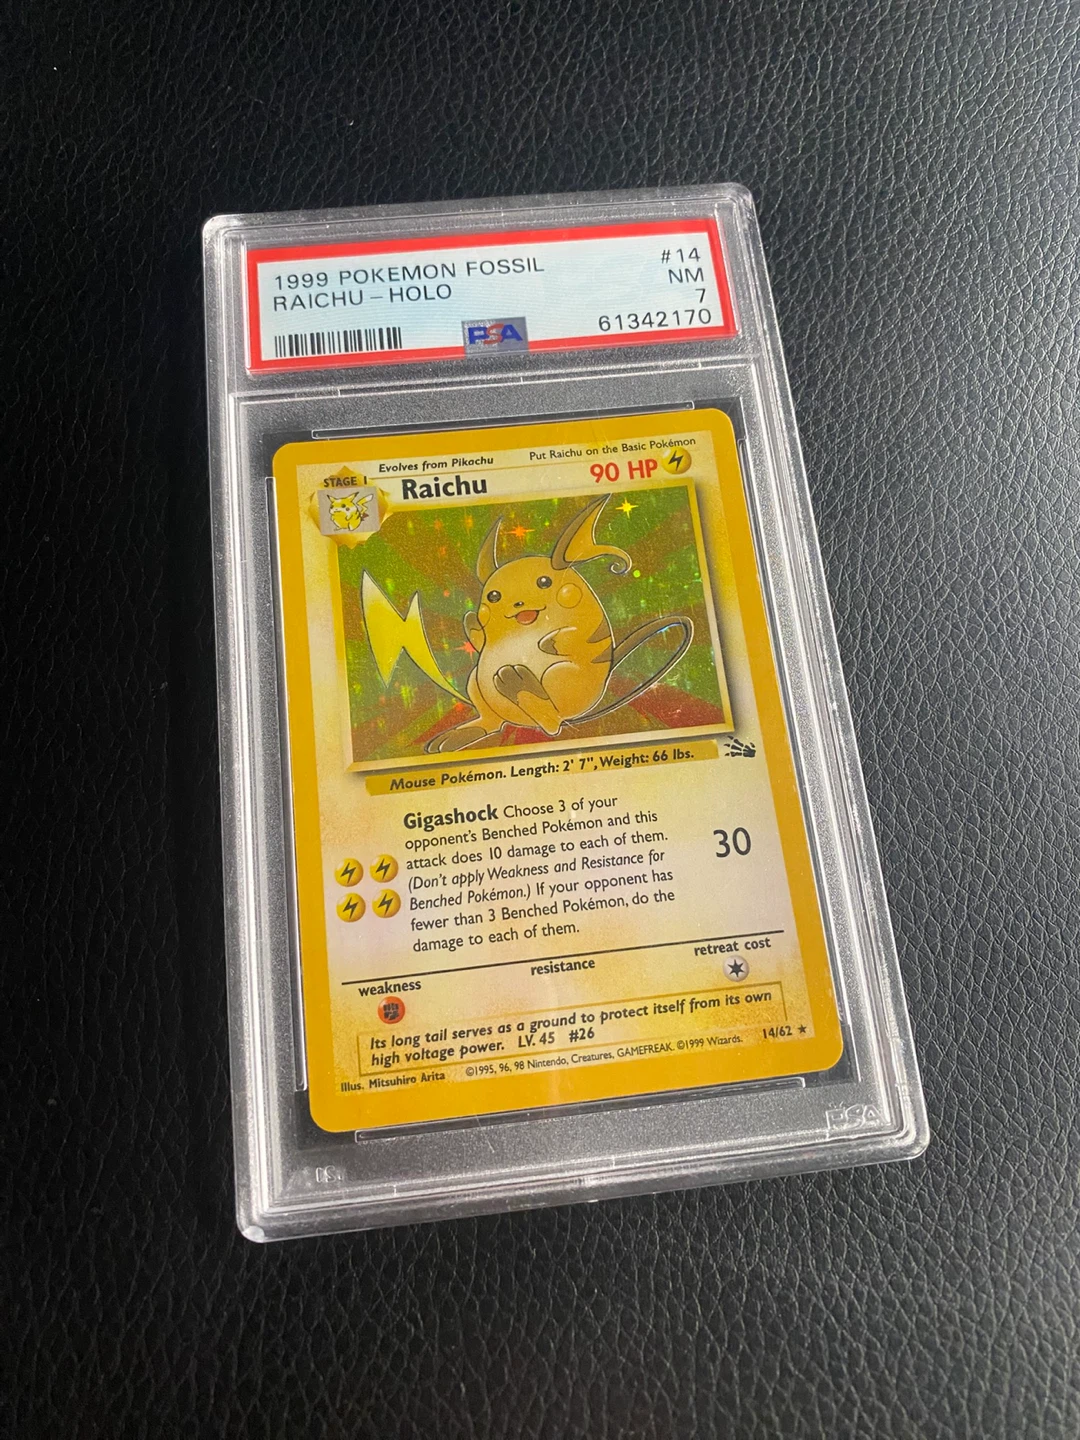 1999 POKEMON FOSSIL #14
RAICHU - HOLO NM
7
PSA 61342170
Evolves from Pikachu Put Raichu on the Basic Pokémon
STAGE 1 Raichu 90 HP
Mouse Pokémon. Length: 2' 7", Weight: 66 lbs.
Gigashock Choose 3 of your
opponent's Benched Pokémon and this
attack does 10 damage to each of them. 30
(Don't apply Weakness and Resistance for
Benched Pokémon.) If your opponent has
fewer than 3 Benched Pokémon, do the
damage to each of them.
weakness resistance retreat cost
Its long tail serves as a ground to protect itself from its own
high voltage power. LV. 45 #26
Illus. Mitsuhiro Arita ©1995, 96, 98 Nintendo, Creatures, GAMEFREAK. ©1999 Wizards. 14/62 ★
PSA